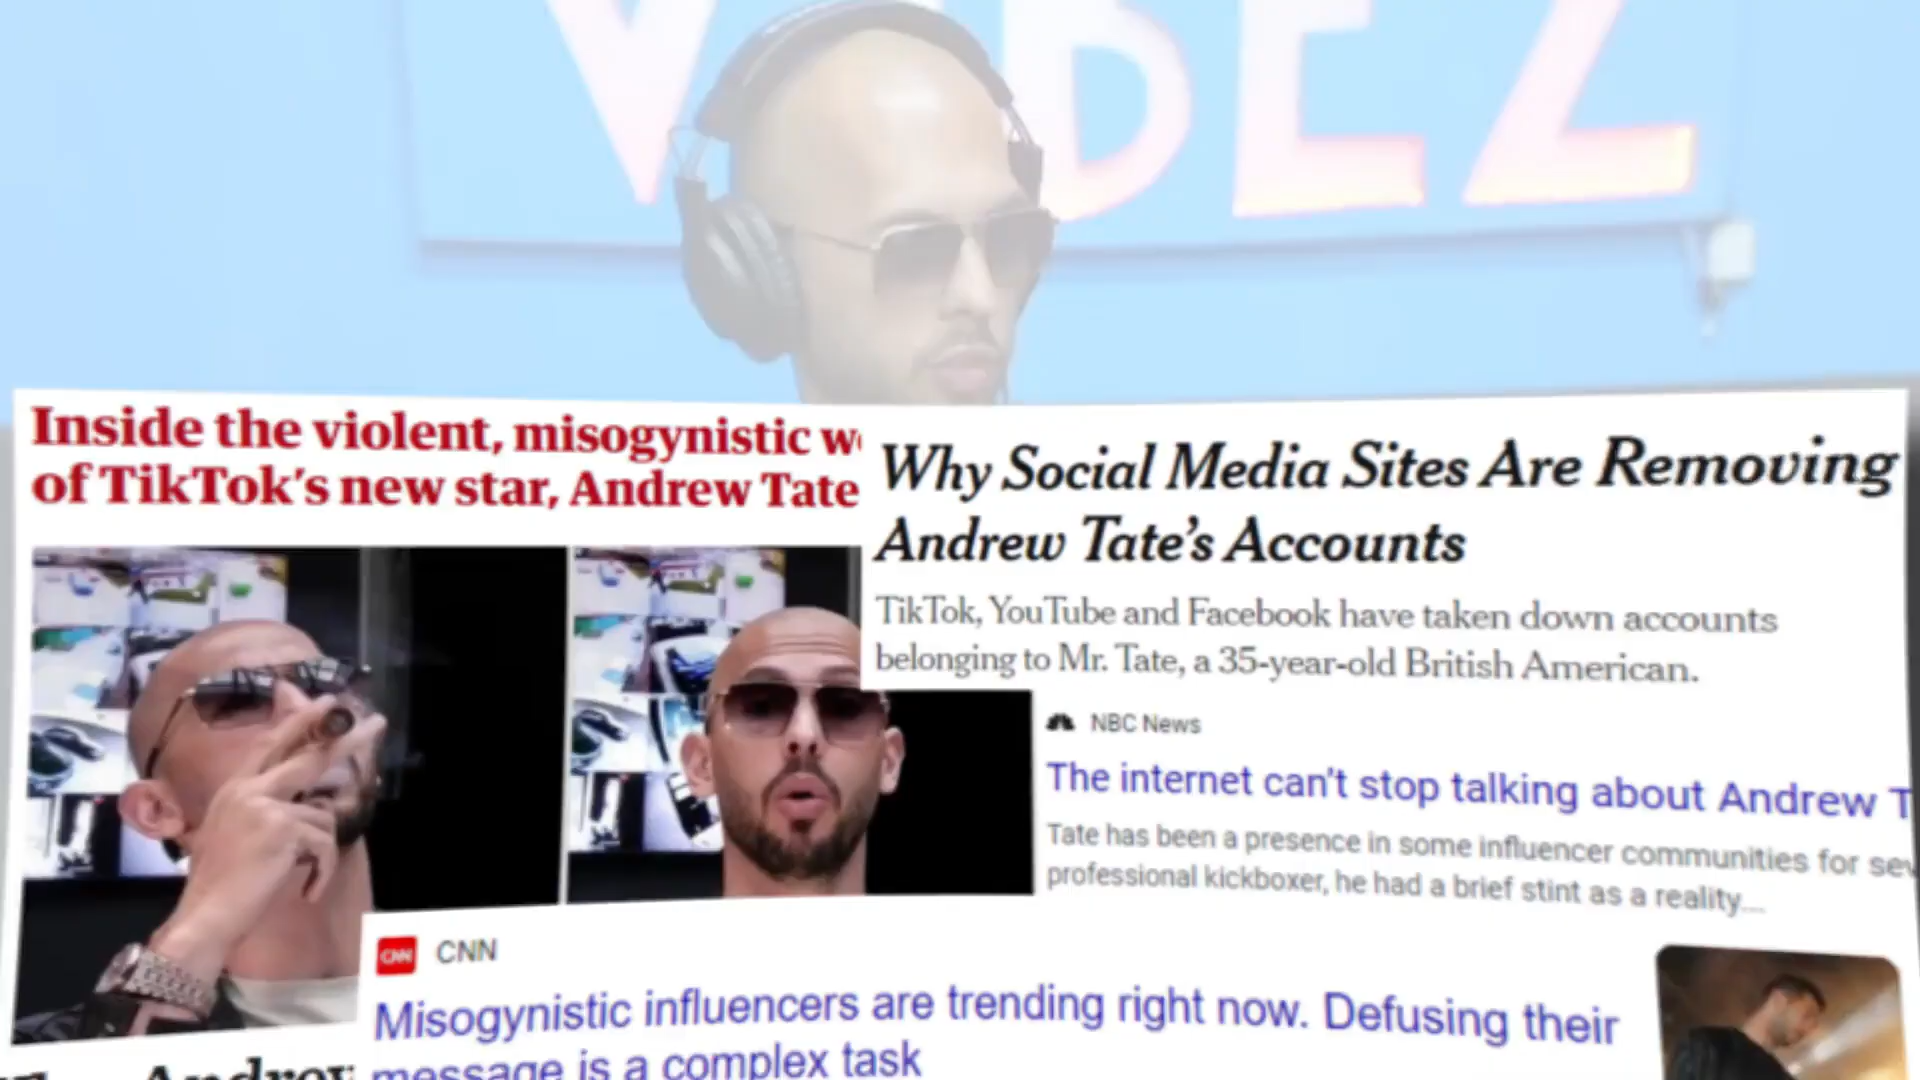 VIBEZ
Inside the violent, misogynistic
of TikTok's new star, Andrew Tate
Why Social Media Sites Are Removing
Andrew Tate's Accounts
TikTok, YouTube and Facebook have taken down accounts
belonging to Mr. Tate, a 35-year-old British American.
NBC News
The internet can't stop talking about Andrew T
Tate has been a presence in some influencer communities for
professional kickboxer, he had a brief stint as a reality...
CNN
CNN
Misogynistic influencers are trending right now. Defusing their
message is a complex task
Andrew